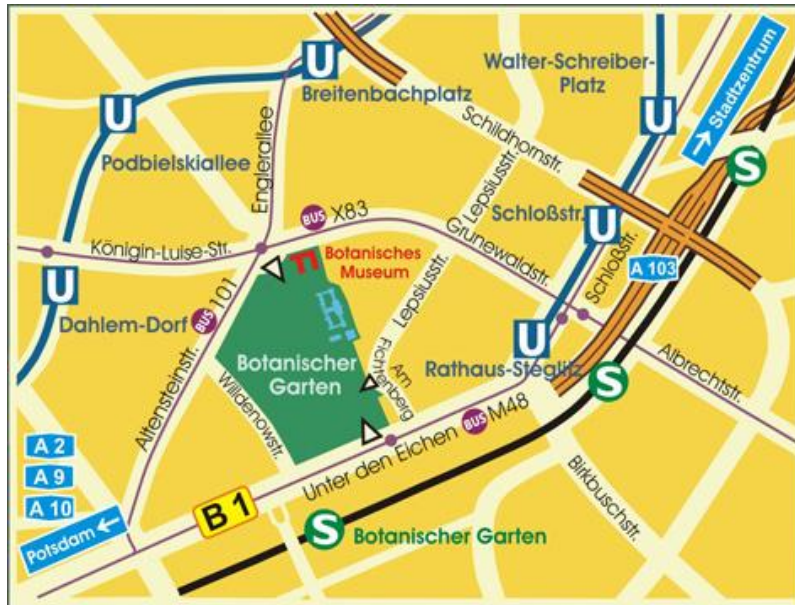 U
Breitenbachplatz
Walter-Schreiber-
Platz
U
Stadtzentrum
U
Podbielskiallee
Englerallee
Schildhornstr.
S
BUS X83
Lepsiusstr.
Schloßstr.
U
Königin-Luise-Str.
Botanisches
Museum
Grunewaldstr.
Schloßstr.
A 103
U
Dahlem-Dorf
BUS 101
Lepsiusstr.
U
Rathaus-Steglitz
Albrechtstr.
S
Botanischer
Garten
Am
Fichtenberg
Altensteinstr.
Willdenowstr.
BUS M48
Unter den Eichen
A 2
A 9
A 10
B 1
Birkbuschstr.
Potsdam
S
Botanischer Garten